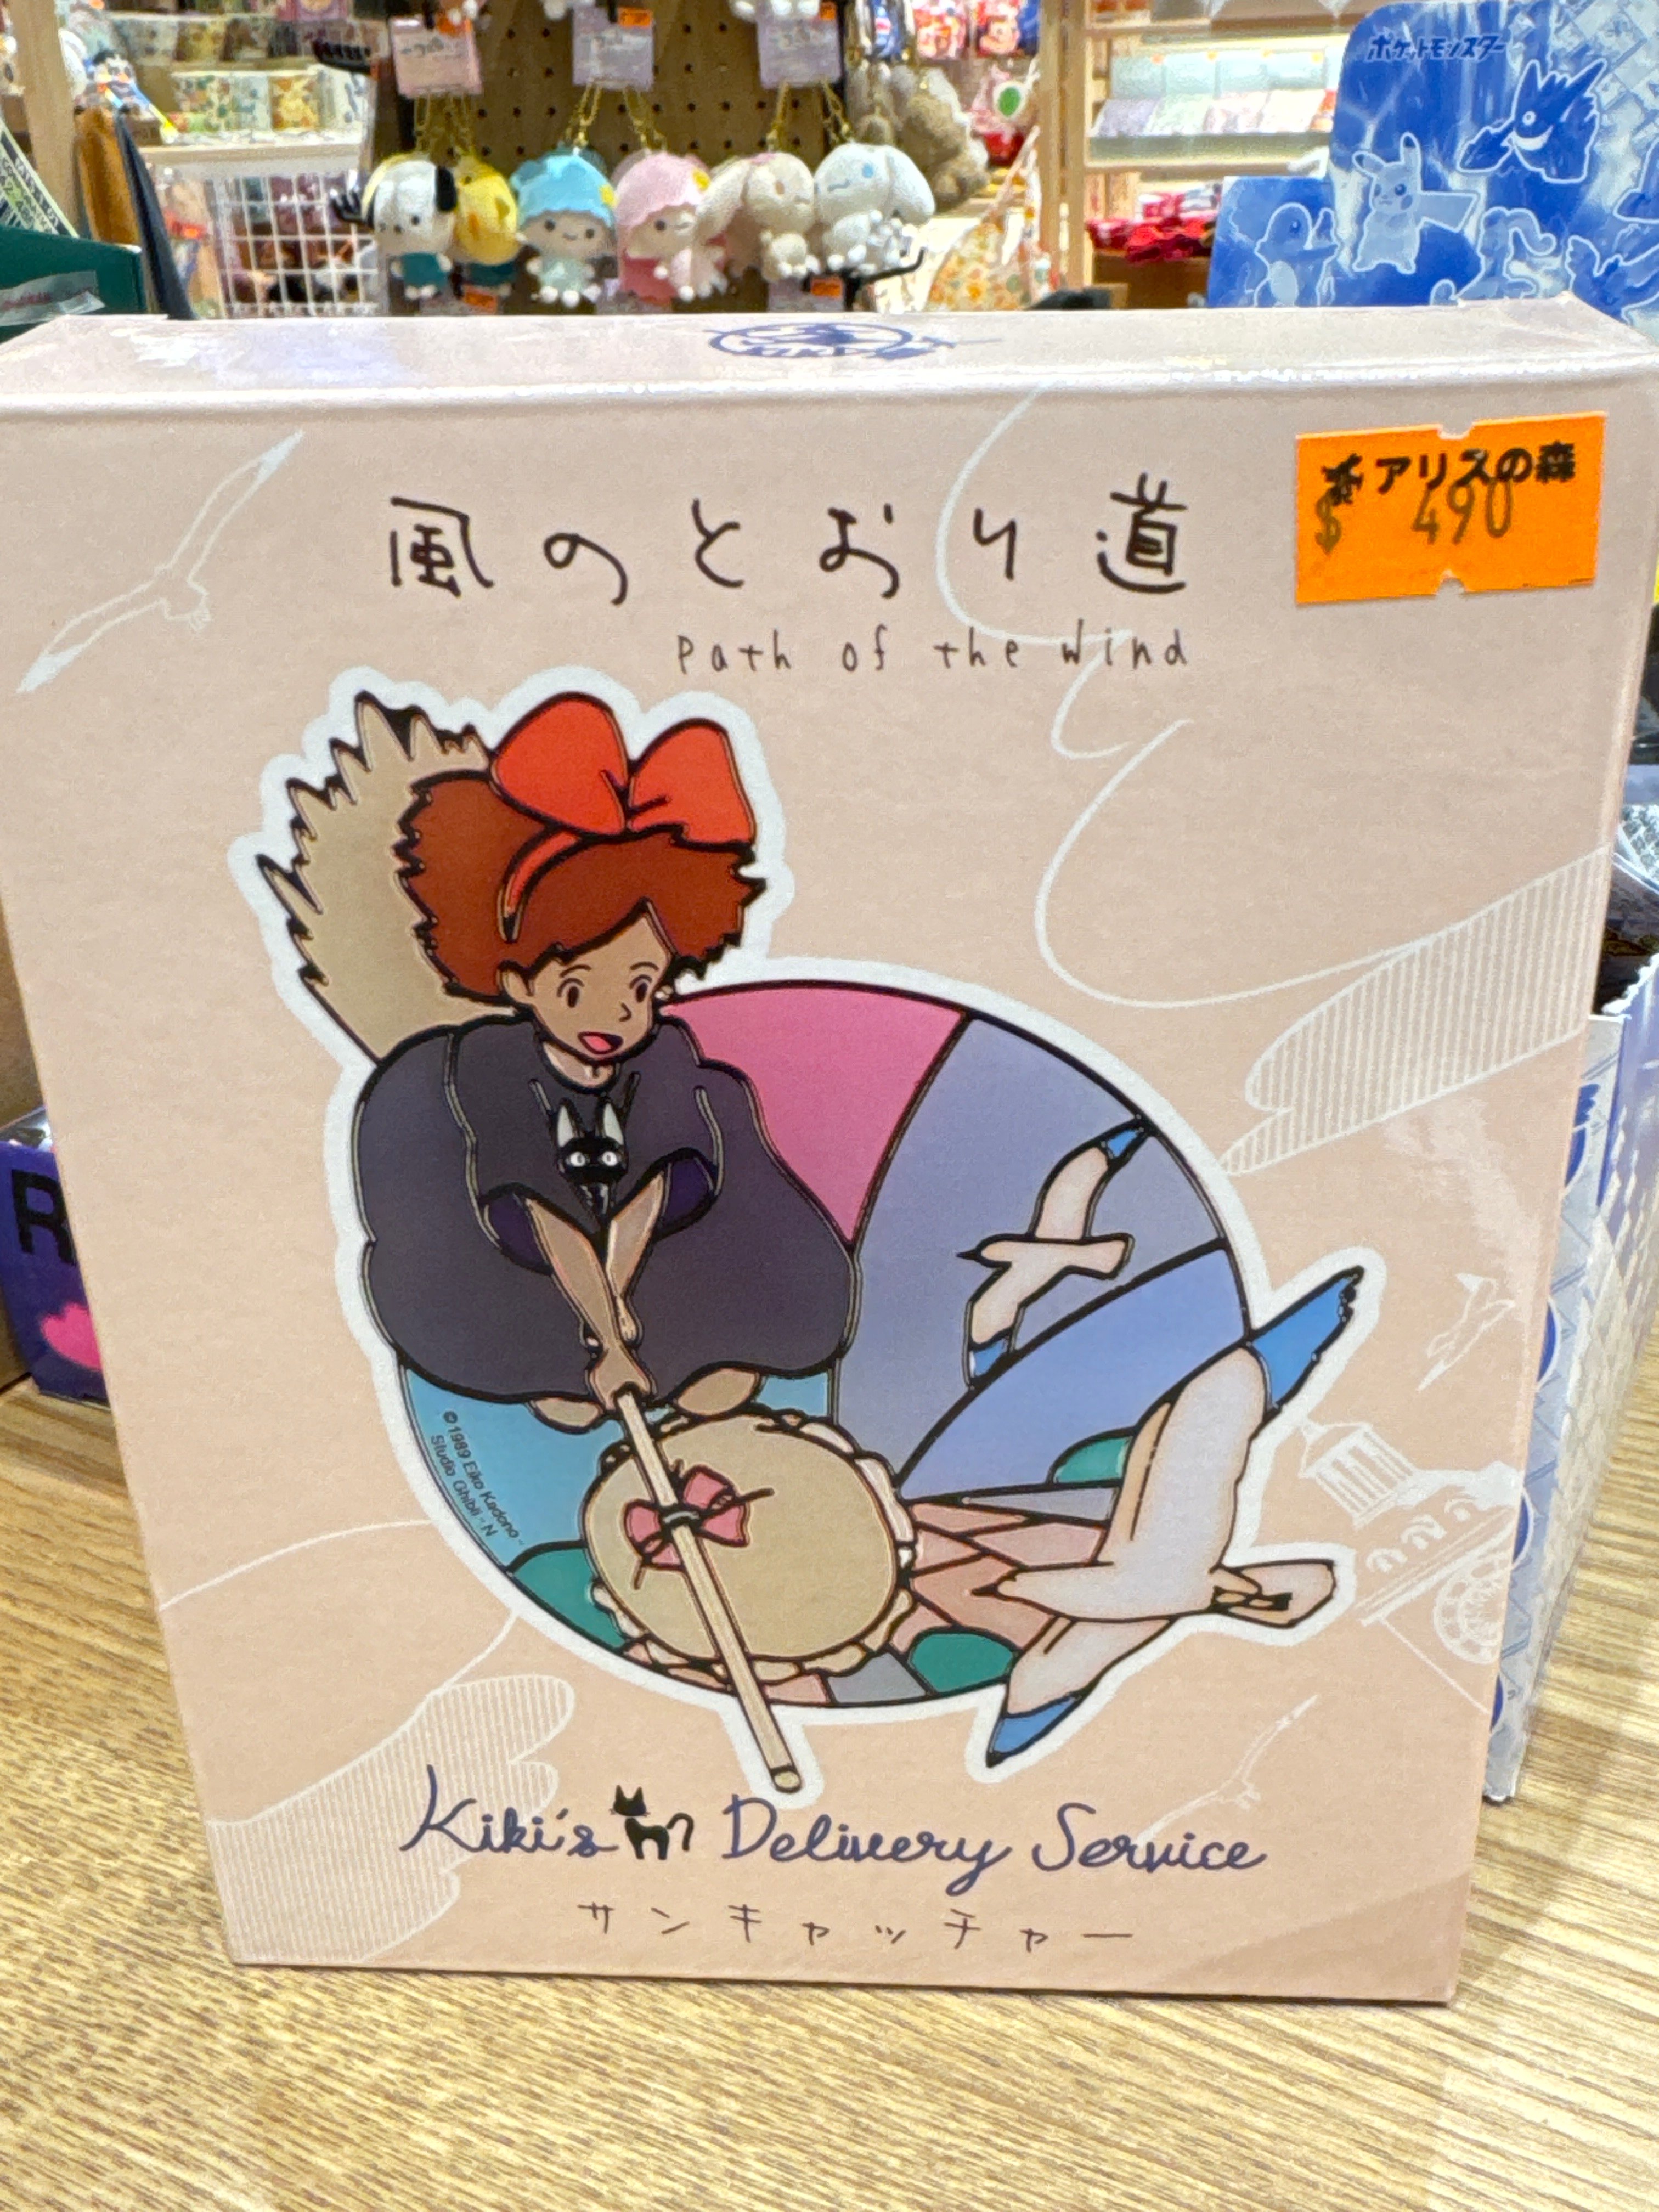 ポケットモンスター
アリスの森
$ 490
風のとおり道
Path of the Wind
©1989 Eiko Kadono -
Studio Ghibli - N
Kiki's Delivery Service
サンキャッチャー
R